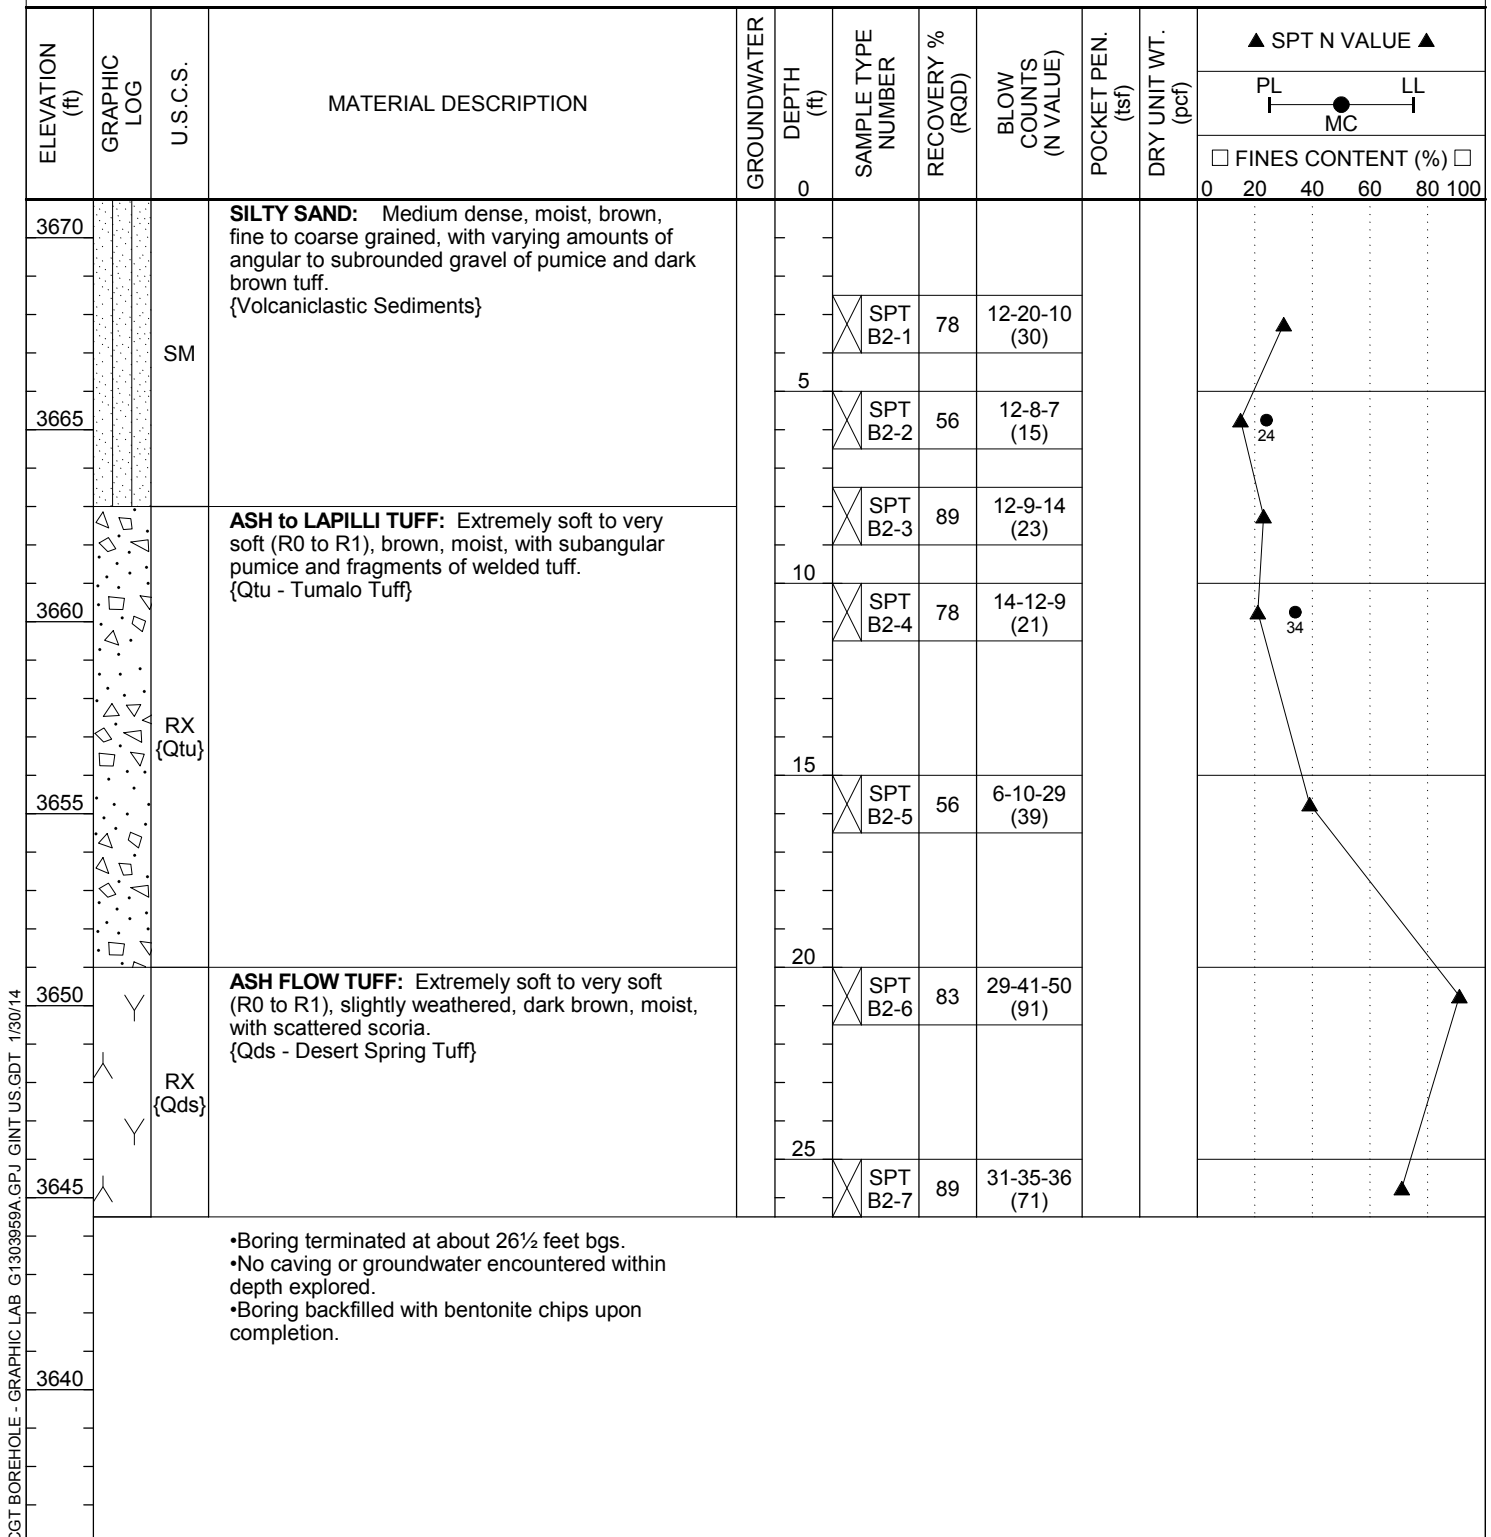 ELEVATION
(ft)
GRAPHIC
LOG
U.S.C.S.
MATERIAL DESCRIPTION
GROUNDWATER
DEPTH
(ft)
SAMPLE TYPE
NUMBER
RECOVERY %
(RQD)
BLOW
COUNTS
(N VALUE)
POCKET PEN.
(tsf)
DRY UNIT WT.
(pcf)
▲ SPT N VALUE ▲
PL LL
MC
□ FINES CONTENT (%) □
0 20 40 60 80 100
0
3670
SILTY SAND: Medium dense, moist, brown,
fine to coarse grained, with varying amounts of
angular to subrounded gravel of pumice and dark
brown tuff.
{Volcaniclastic Sediments}
SM
SPT
B2-1
78
12-20-10
(30)
5
3665
SPT
B2-2
56
12-8-7
(15)
24
SPT
B2-3
89
12-9-14
(23)
ASH to LAPILLI TUFF: Extremely soft to very
soft (R0 to R1), brown, moist, with subangular
pumice and fragments of welded tuff.
{Qtu - Tumalo Tuff}
10
3660
SPT
B2-4
78
14-12-9
(21)
34
RX
{Qtu}
15
3655
SPT
B2-5
56
6-10-29
(39)
20
ASH FLOW TUFF: Extremely soft to very soft
(R0 to R1), slightly weathered, dark brown, moist,
with scattered scoria.
{Qds - Desert Spring Tuff}
3650
SPT
B2-6
83
29-41-50
(91)
RX
{Qds}
25
3645
SPT
B2-7
89
31-35-36
(71)
•Boring terminated at about 26½ feet bgs.
•No caving or groundwater encountered within
depth explored.
•Boring backfilled with bentonite chips upon
completion.
3640
CGT BOREHOLE - GRAPHIC LAB G1303959A.GPJ GINT US.GDT 1/30/14